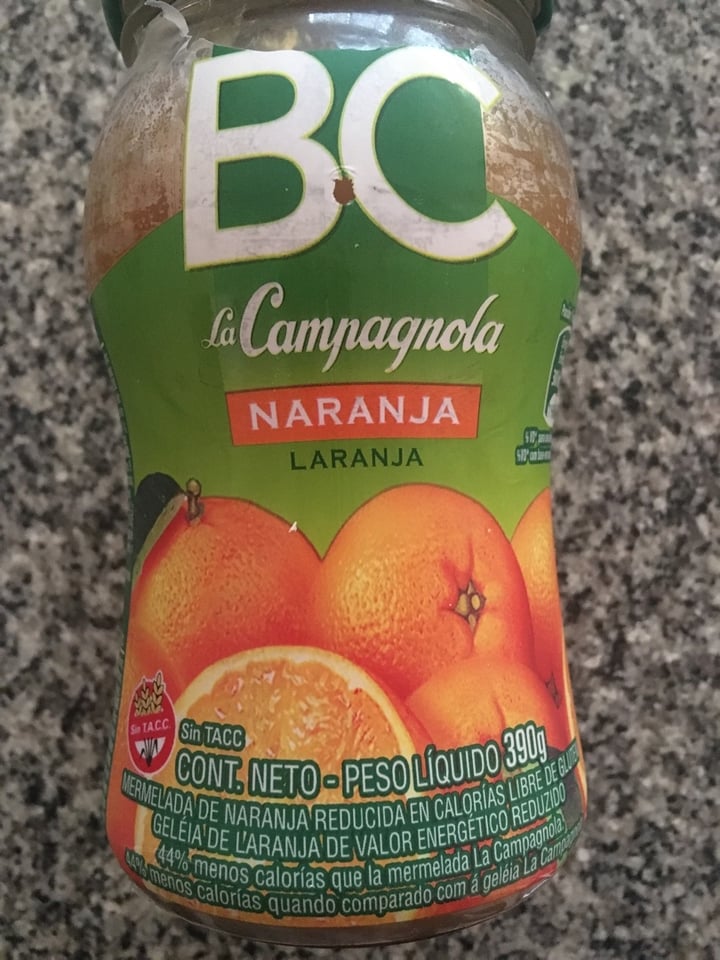 BC
La Campagnola
NARANJA
LARANJA
Sin T.A.C.C.
Sin TACC
CONT. NETO - PESO LÍQUIDO 390g
MERMELADA DE NARANJA REDUCIDA EN CALORÍAS LIBRE DE
GELÉIA DE LARANJA DE VALOR ENERGÉTICO REDUZIDO
44% menos calorías que la mermelada La Campagnola
44% menos calorías quando comparado com á geléia La